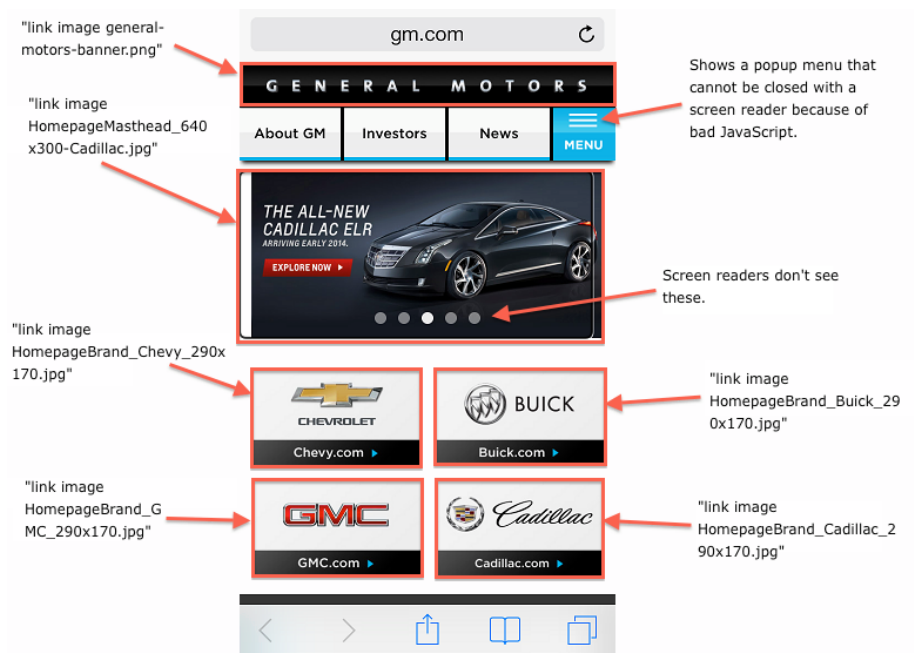 "link image general-
motors-banner.png"
gm.com
GENERAL MOTORS
Shows a popup menu that
cannot be closed with a
screen reader because of
bad JavaScript.
"link image
HomepageMasthead_640
x300-Cadillac.jpg"
About GM
Investors
News
MENU
THE ALL-NEW
CADILLAC ELR
ARRIVING EARLY 2014.
EXPLORE NOW
Screen readers don't see
these.
"link image
HomepageBrand_Chevy_290x
170.jpg"
CHEVROLET
Chevy.com
BUICK
Buick.com
"link image
HomepageBrand_Buick_29
0x170.jpg"
"link image
HomepageBrand_G
MC_290x170.jpg"
GMC
GMC.com
Cadillac
Cadillac.com
"link image
HomepageBrand_Cadillac_2
90x170.jpg"